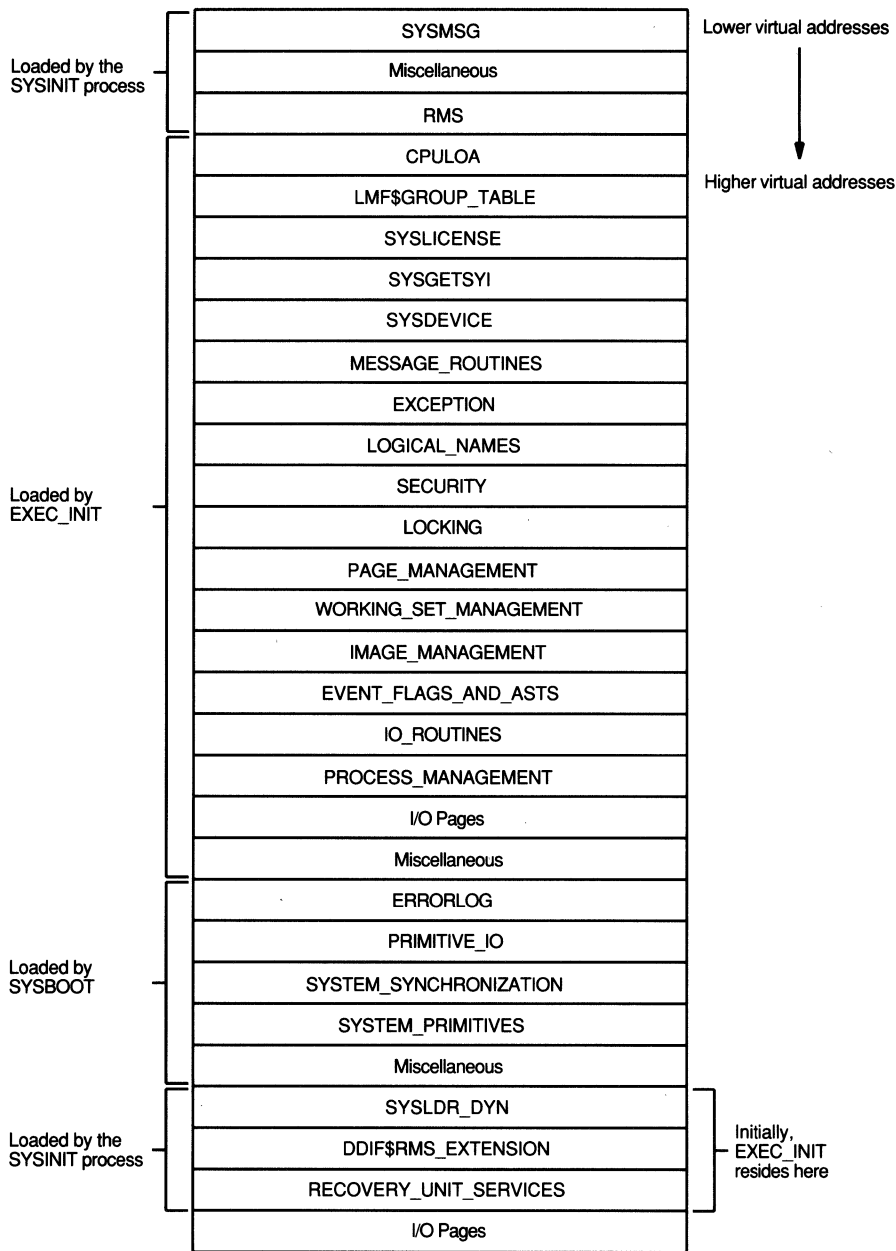 SYSMSG
Lower virtual addresses
Loaded by the
SYSINIT process
Miscellaneous
RMS
CPULOA
Higher virtual addresses
LMF$GROUP_TABLE
SYSLICENSE
SYSGETSYI
SYSDEVICE
MESSAGE_ROUTINES
EXCEPTION
LOGICAL_NAMES
Loaded by
EXEC_INIT
SECURITY
LOCKING
PAGE_MANAGEMENT
WORKING_SET_MANAGEMENT
IMAGE_MANAGEMENT
EVENT_FLAGS_AND_ASTS
IO_ROUTINES
PROCESS_MANAGEMENT
I/O Pages
Miscellaneous
ERRORLOG
PRIMITIVE_IO
Loaded by
SYSBOOT
SYSTEM_SYNCHRONIZATION
SYSTEM_PRIMITIVES
Miscellaneous
SYSLDR_DYN
Loaded by the
SYSINIT process
DDIF$RMS_EXTENSION
Initially,
EXEC_INIT
resides here
RECOVERY_UNIT_SERVICES
I/O Pages